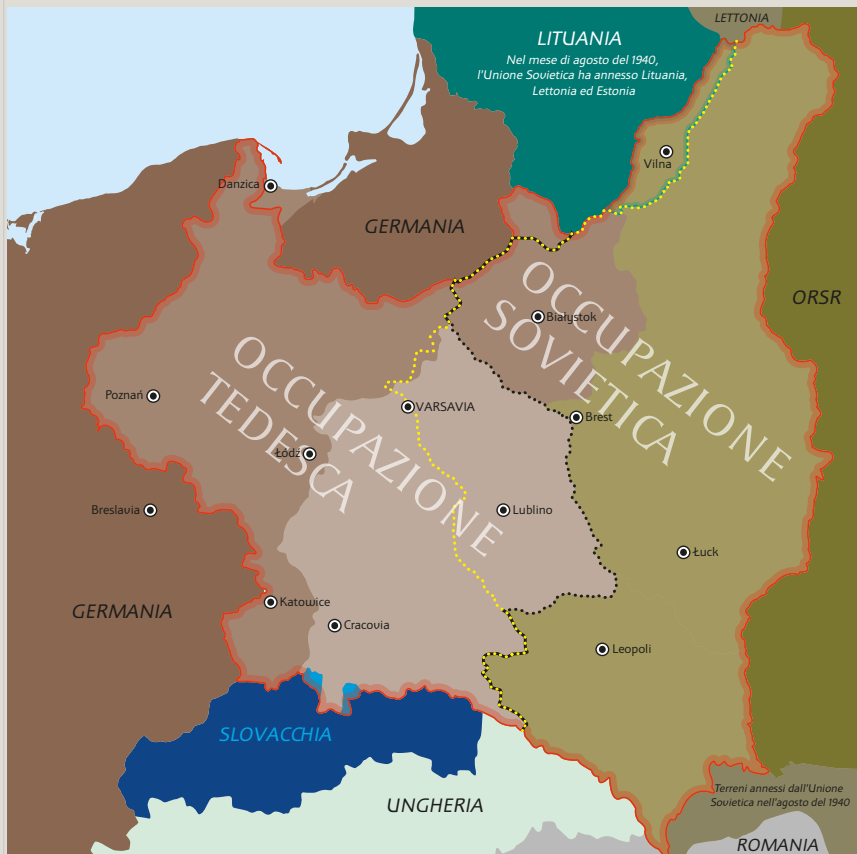 LETTONIA
LITUANIA
Nel mese di agosto del 1940,
l'Unione Sovietica ha annesso Lituania,
Lettonia ed Estonia
Vilna
Danzica
GERMANIA
ORSR
OCCUPAZIONE
SOVIETICA
Białystok
OCCUPAZIONE
TEDESCA
Poznań
VARSAVIA
Brest
Łódź
Breslavia
Lublino
Łuck
GERMANIA
Katowice
Cracovia
Leopoli
SLOVACCHIA
Terreni annessi dall'Unione
Sovietica nell'agosto del 1940
UNGHERIA
ROMANIA